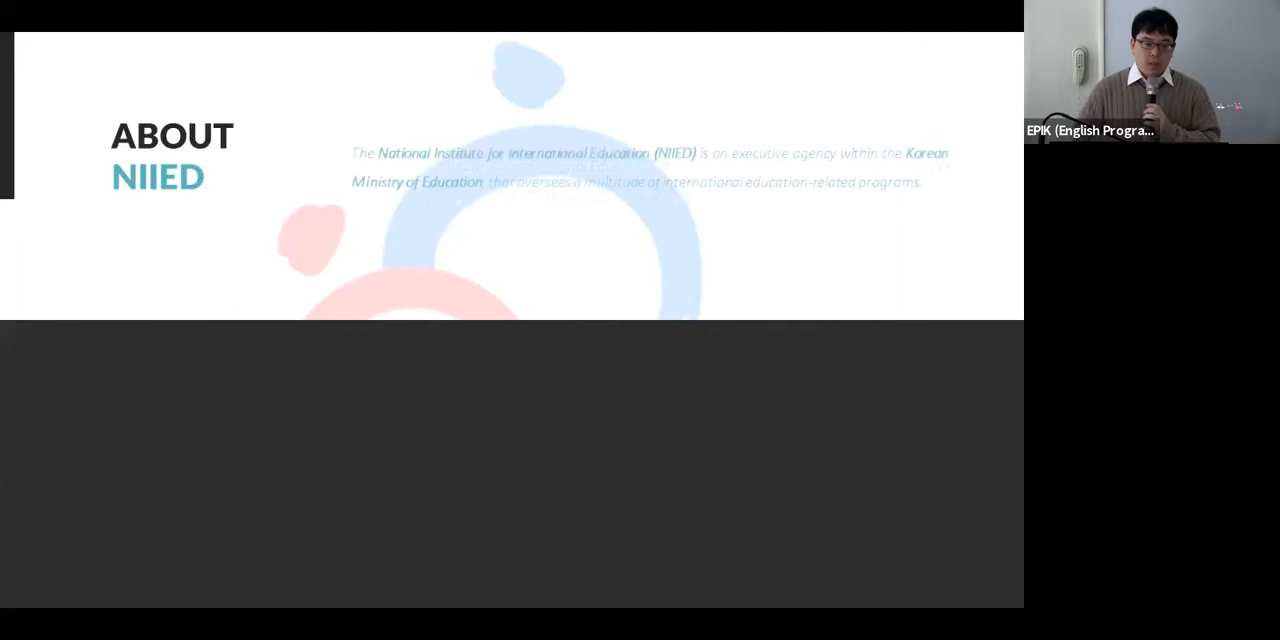 ABOUT
NIIED
The National Institute for International Education (NIIED) is an executive agency within the Korean
Ministry of Education that oversees a multitude of international education-related programs.
EPIK (English Progra...